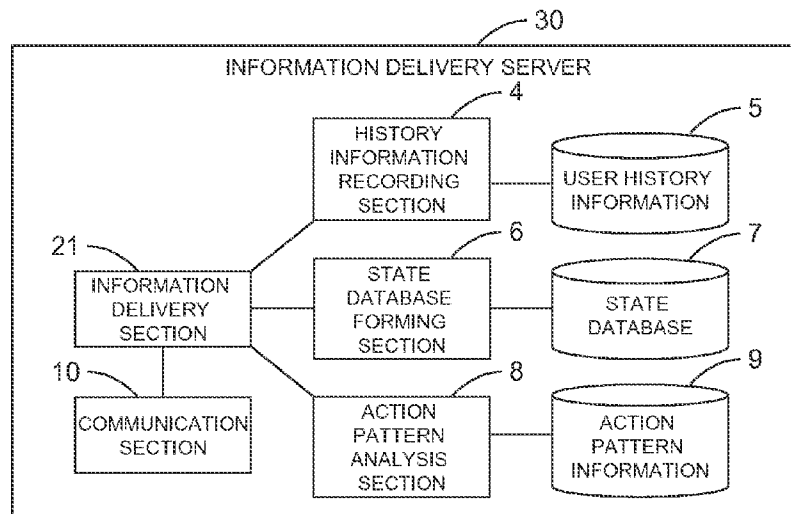 30
INFORMATION DELIVERY SERVER
4
HISTORY
INFORMATION
RECORDING
SECTION
5
USER HISTORY
INFORMATION
21
INFORMATION
DELIVERY
SECTION
6
STATE
DATABASE
FORMING
SECTION
7
STATE
DATABASE
10
COMMUNICATION
SECTION
8
ACTION
PATTERN
ANALYSIS
SECTION
9
ACTION
PATTERN
INFORMATION